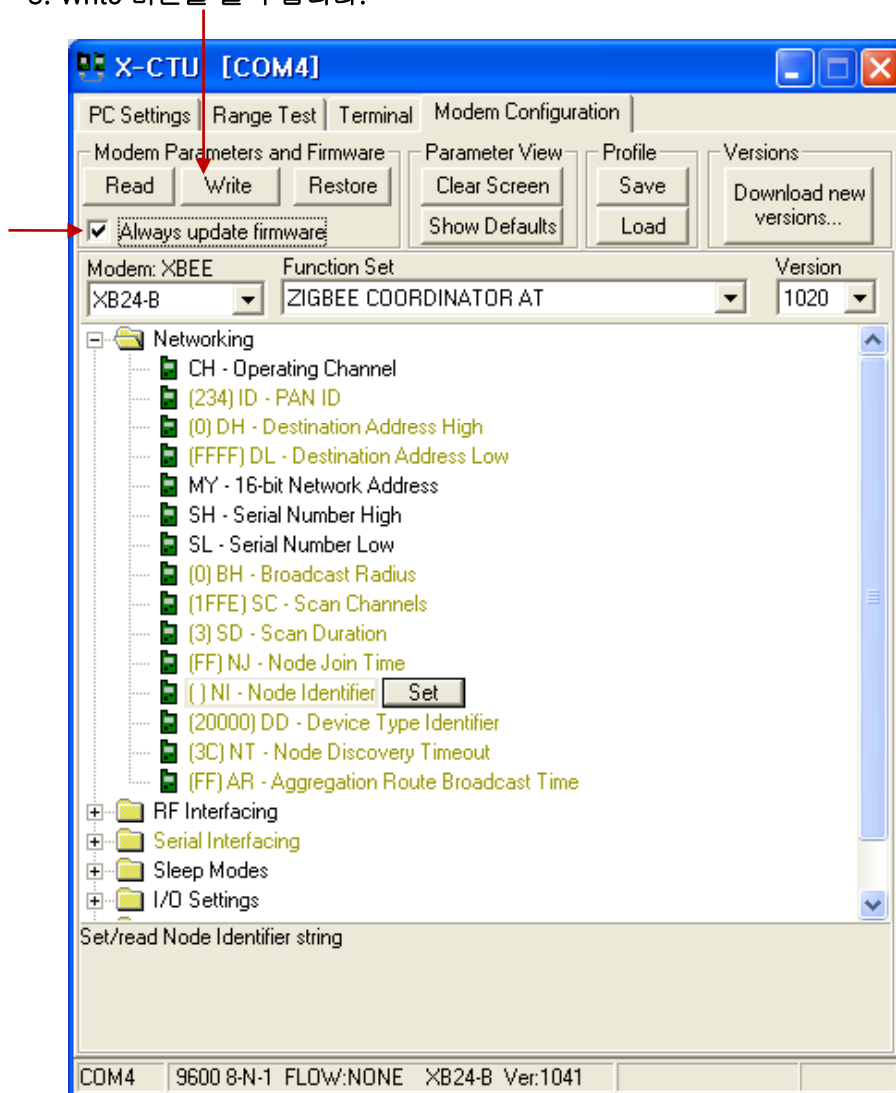 Write
X-CTU [COM4]
PC Settings Range Test Terminal Modem Configuration
Modem Parameters and Firmware Parameter View Profile Versions
Read Write Restore Clear Screen Save Download new versions...
Always update firmware Show Defaults Load
Modem: XBEE Function Set Version
XB24-B ZIGBEE COORDINATOR AT 1020
Networking
CH - Operating Channel
(234) ID - PAN ID
(0) DH - Destination Address High
(FFFF) DL - Destination Address Low
MY - 16-bit Network Address
SH - Serial Number High
SL - Serial Number Low
(0) BH - Broadcast Radius
(1FFE) SC - Scan Channels
(3) SD - Scan Duration
(FF) NJ - Node Join Time
( ) NI - Node Identifier Set
(20000) DD - Device Type Identifier
(3C) NT - Node Discovery Timeout
(FF) AR - Aggregation Route Broadcast Time
RF Interfacing
Serial Interfacing
Sleep Modes
I/O Settings
Set/read Node Identifier string
COM4 9600 8-N-1 FLOW:NONE XB24-B Ver:1041